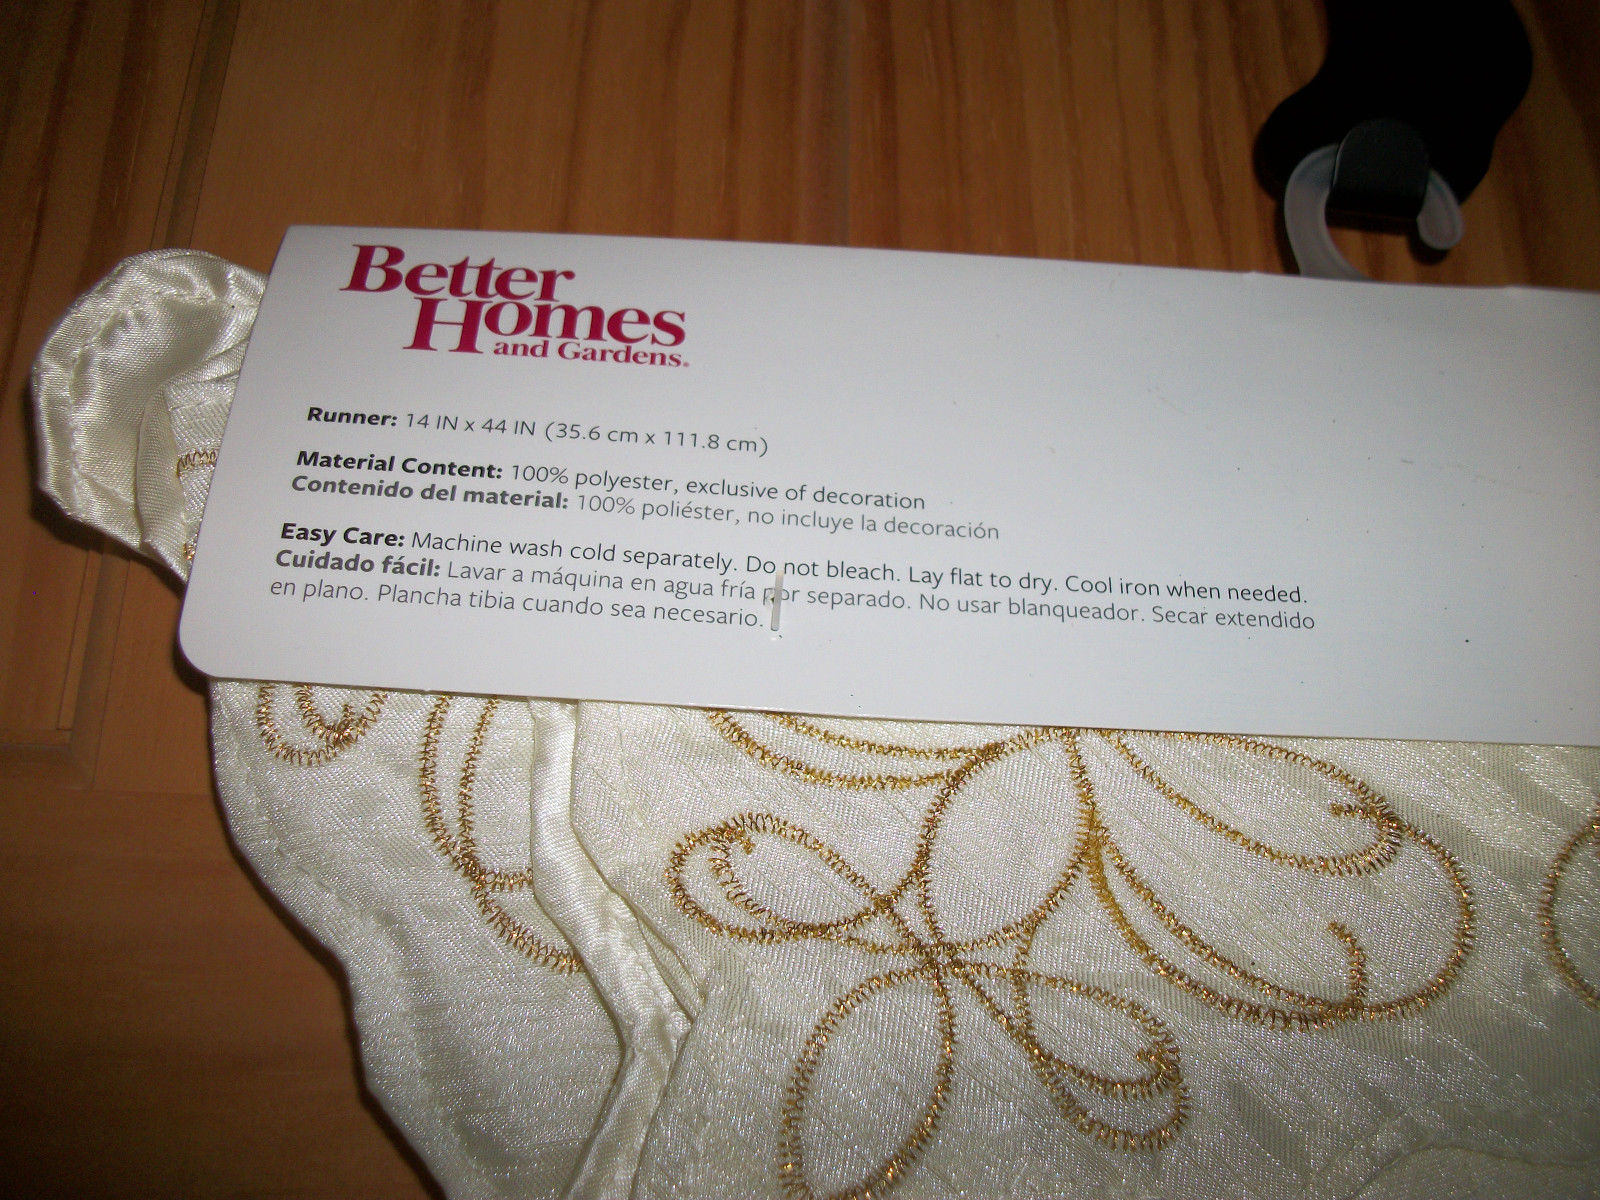 Better
Homes
and Gardens®
Runner: 14 IN x 44 IN (35.6 cm x 111.8 cm)
Material Content: 100% polyester, exclusive of decoration
Contenido del material: 100% poliéster, no incluye la decoración
Easy Care: Machine wash cold separately. Do not bleach. Lay flat to dry. Cool iron when needed.
Cuidado fácil: Lavar a máquina en agua fría por separado. No usar blanqueador. Secar extendido
en plano. Plancha tibia cuando sea necesario.